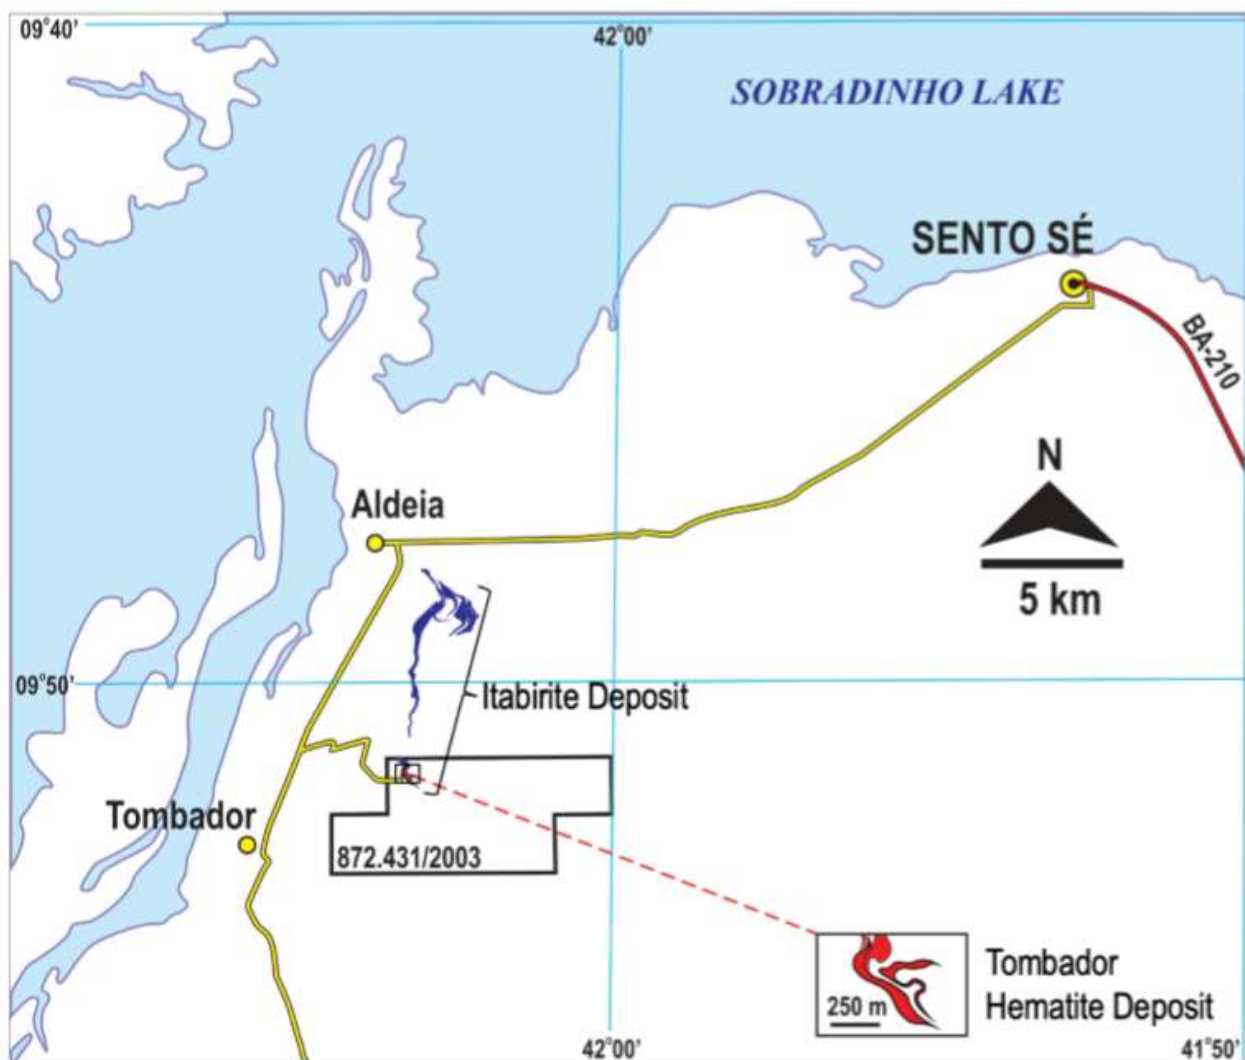 09°40'
42°00'
SOBRADINHO LAKE
SENTO SÉ
BA-210
N
5 km
Aldeia
09°50'
Itabirite Deposit
Tombador
872.431/2003
250 m
Tombador
Hematite Deposit
42°00'
41°50'